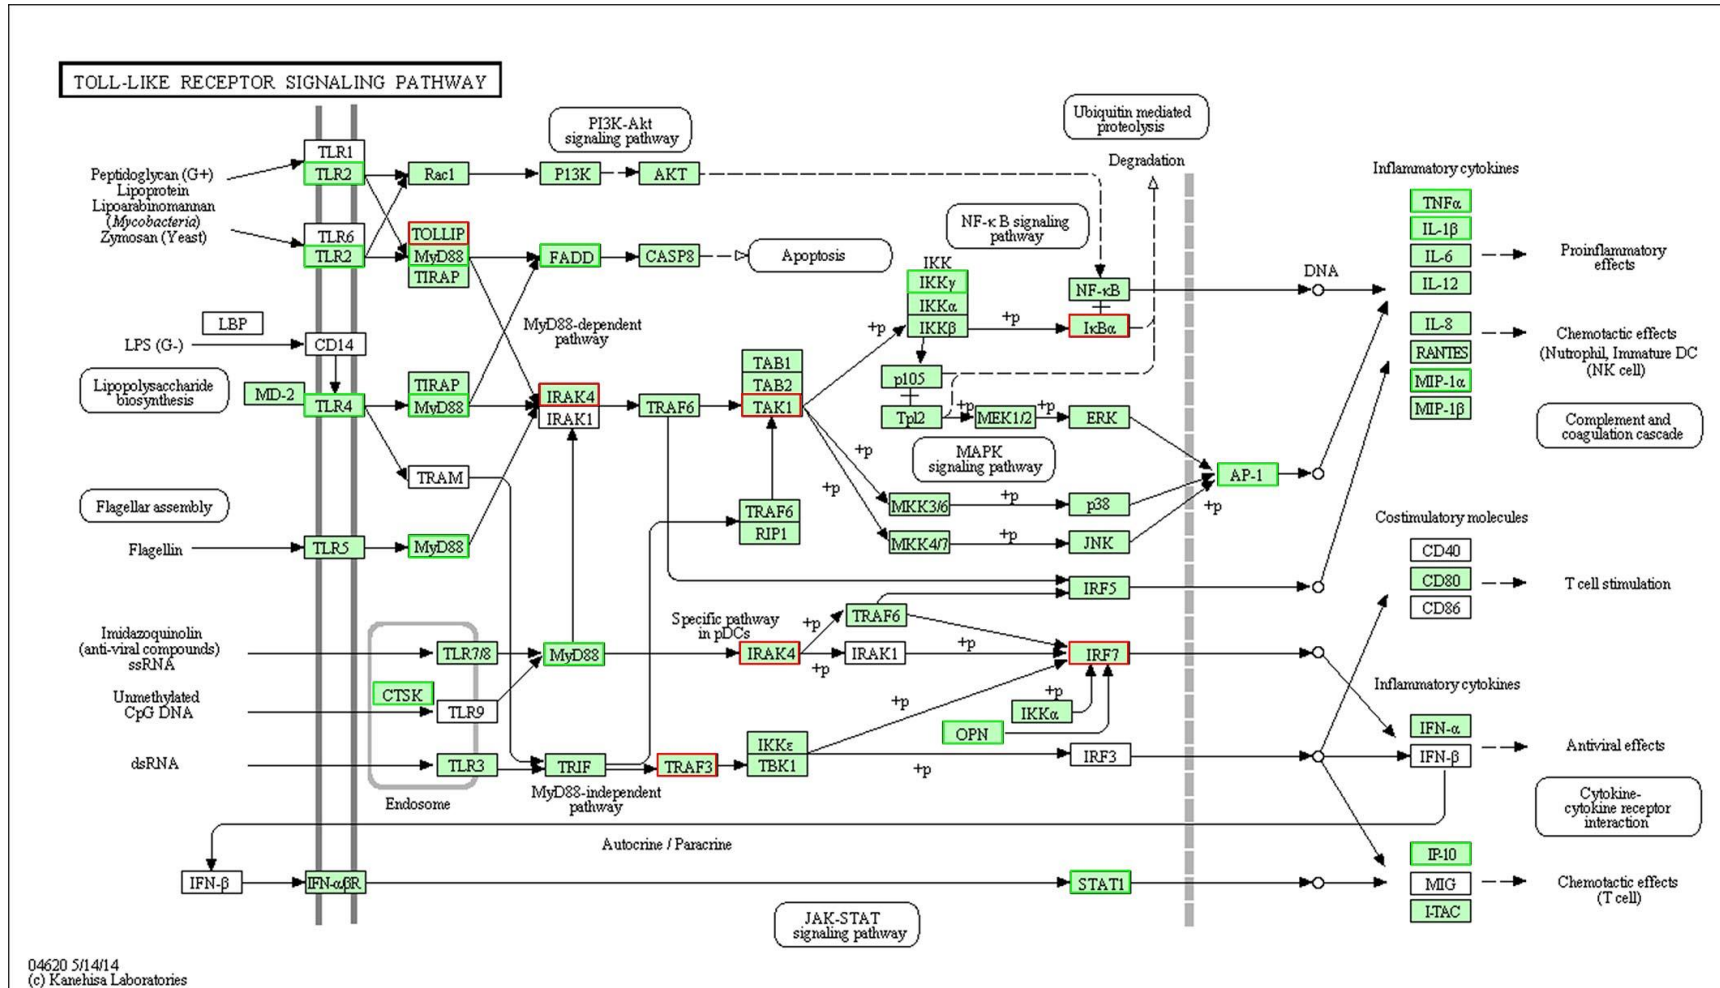 TOLL-LIKE RECEPTOR SIGNALING PATHWAY
PI3K-Akt
signaling pathway
Ubiquitin mediated
proteolysis
Degradation
TLR1
TLR2
Rac1
P13K
AKT
Peptidoglycan (G+)
Lipoprotein
Lipoarabinomannan
(Mycobacteria)
Zymosan (Yeast)
TLR6
TLR2
TOLLIP
MyD88
TIRAP
FADD
CASP8
Apoptosis
NF-κB signaling
pathway
IKK
IKKγ
IKKα
IKKβ
+p
+p
NF-κB
IκBα
DNA
Inflammatory cytokines
TNFα
IL-1β
IL-6
IL-12
Proinflammatory
effects
IL-8
RANTES
MIP-1α
MIP-1β
Chemotactic effects
(Nutrophil, Immature DC
(NK cell)
Complement and
coagulation cascade
LBP
LPS (G-)
CD14
MyD88-dependent
pathway
Lipopolysaccharide
biosynthesis
MD-2
TLR4
TIRAP
MyD88
IRAK4
IRAK1
TRAF6
TAB1
TAB2
TAK1
p105
Tpl2
+p
MEK1/2
+p
ERK
MAPK
signaling pathway
TRAM
+p
+p
MKK3/6
+p
p38
MKK4/7
+p
JNK
AP-1
+p
Flagellar assembly
Flagellin
TLR5
MyD88
TRAF6
RIP1
IRF5
Costimulatory molecules
CD40
CD80
CD86
T cell stimulation
Imidazoquinolin
(anti-viral compounds)
ssRNA
TLR7/8
MyD88
Specific pathway
in pDCs
IRAK4
+p
+p
TRAF6
IRAK1
+p
+p
IRF7
Unmethylated
CpG DNA
CTSK
TLR9
+p
+p
IKKα
OPN
Inflammatory cytokines
IFN-α
IFN-β
Antiviral effects
dsRNA
TLR3
Endosome
TRIF
TRAF3
IKKε
TBK1
+p
IRF3
MyD88-independent
pathway
Cytokine-
cytokine receptor
interaction
Autocrine / Paracrine
IFN-β
IFN-αβR
STAT1
IP-10
MIG
I-TAC
Chemotactic effects
(T cell)
JAK-STAT
signaling pathway
04620 5/14/14
(c) Kanehisa Laboratories